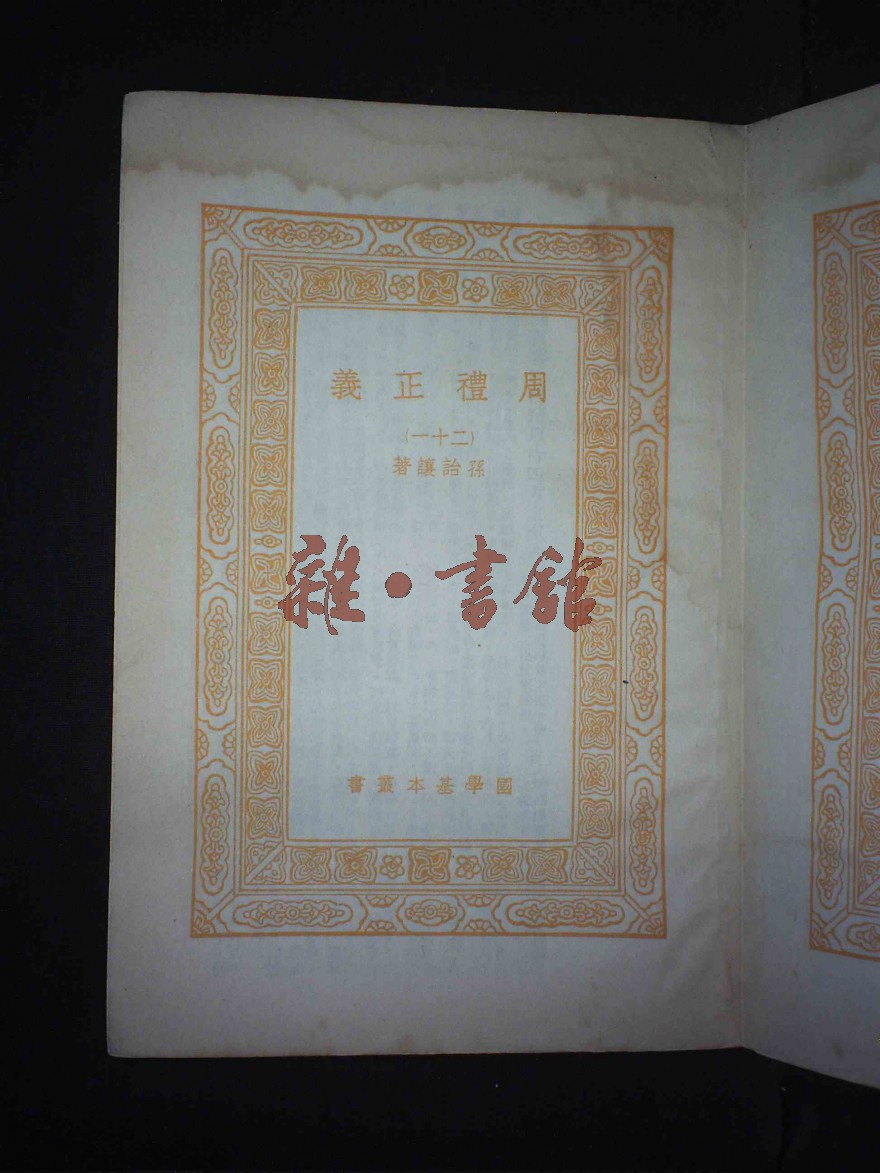 周禮正義
(二十一)
孫詒讓著
雜·書館
國學基本叢書